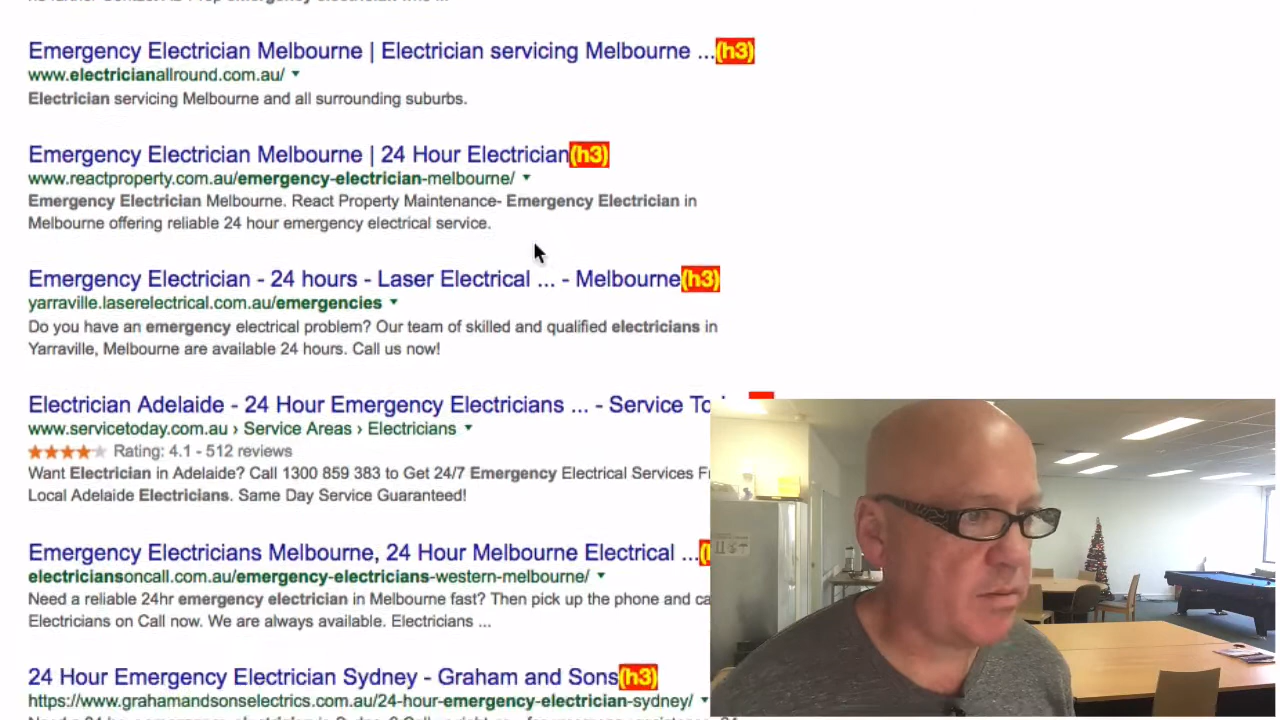 emergency electrician
Emergency Electrician Melbourne | Electrician servicing Melbourne ...(h3)
www.electricianallround.com.au/
Electrician servicing Melbourne and all surrounding suburbs.
Emergency Electrician Melbourne | 24 Hour Electrician(h3)
www.reactproperty.com.au/emergency-electrician-melbourne/
Emergency Electrician Melbourne. React Property Maintenance- Emergency Electrician in
Melbourne offering reliable 24 hour emergency electrical service.
Emergency Electrician - 24 hours - Laser Electrical ... - Melbourne(h3)
yarraville.laserelectrical.com.au/emergencies
Do you have an emergency electrical problem? Our team of skilled and qualified electricians in
Yarraville, Melbourne are available 24 hours. Call us now!
Electrician Adelaide - 24 Hour Emergency Electricians ... - Service
www.servicetoday.com.au › Service Areas › Electricians
Rating: 4.1 - 512 reviews
Want Electrician in Adelaide? Call 1300 859 383 to Get 24/7 Emergency Electrical Services
Local Adelaide Electricians. Same Day Service Guaranteed!
Emergency Electricians Melbourne, 24 Hour Melbourne Electrical ...
electriciansoncall.com.au/emergency-electricians-western-melbourne/
Need a reliable 24hr emergency electrician in Melbourne fast? Then pick up the phone and
Electricians on Call now. We are always available. Electricians ...
24 Hour Emergency Electrician Sydney - Graham and Sons(h3)
https://www.grahamandsonselectrics.com.au/24-hour-emergency-electrician-sydney/